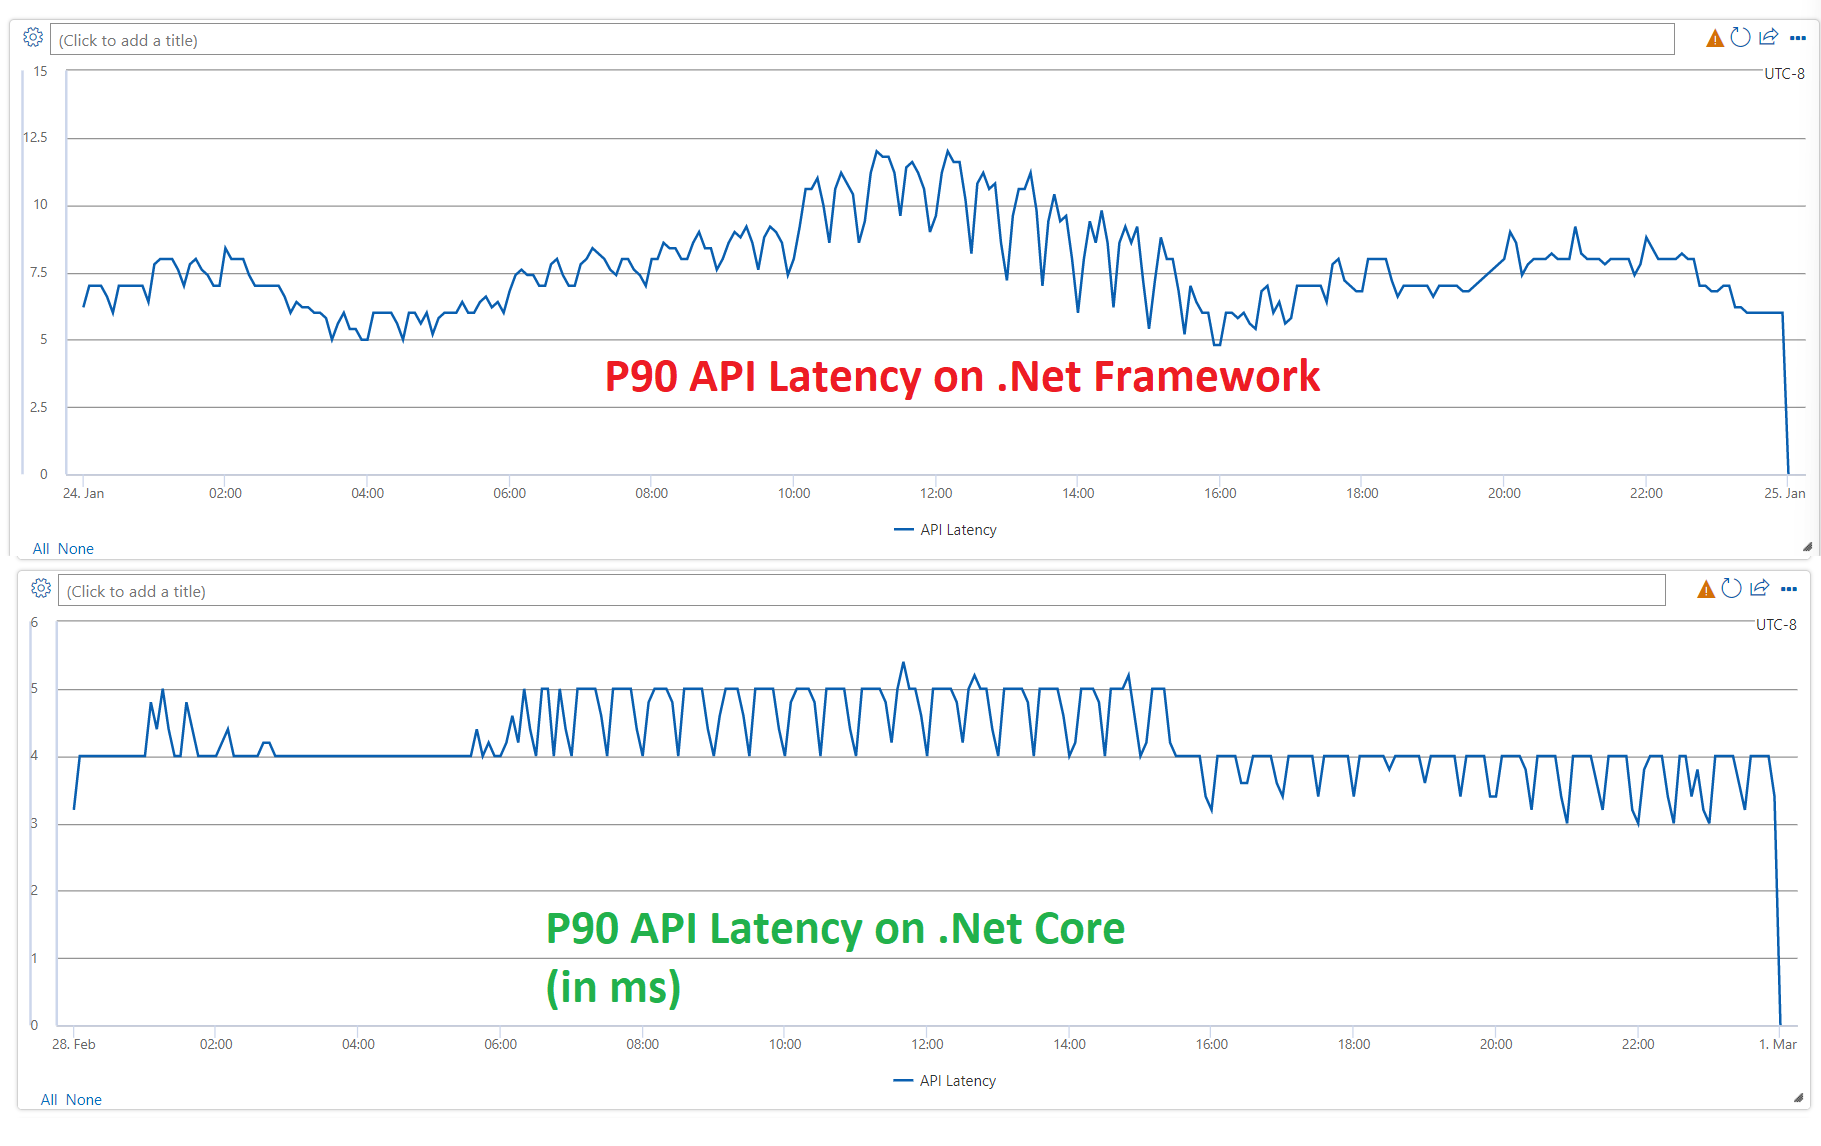 (Click to add a title)
UTC-8
15
12.5
10
7.5
5
2.5
0
P90 API Latency on .Net Framework
24. Jan 02:00 04:00 06:00 08:00 10:00 12:00 14:00 16:00 18:00 20:00 22:00 25. Jan
API Latency
All None
(Click to add a title)
UTC-8
6
5
4
3
2
1
0
P90 API Latency on .Net Core
(in ms)
28. Feb 02:00 04:00 06:00 08:00 10:00 12:00 14:00 16:00 18:00 20:00 22:00 1. Mar
API Latency
All None